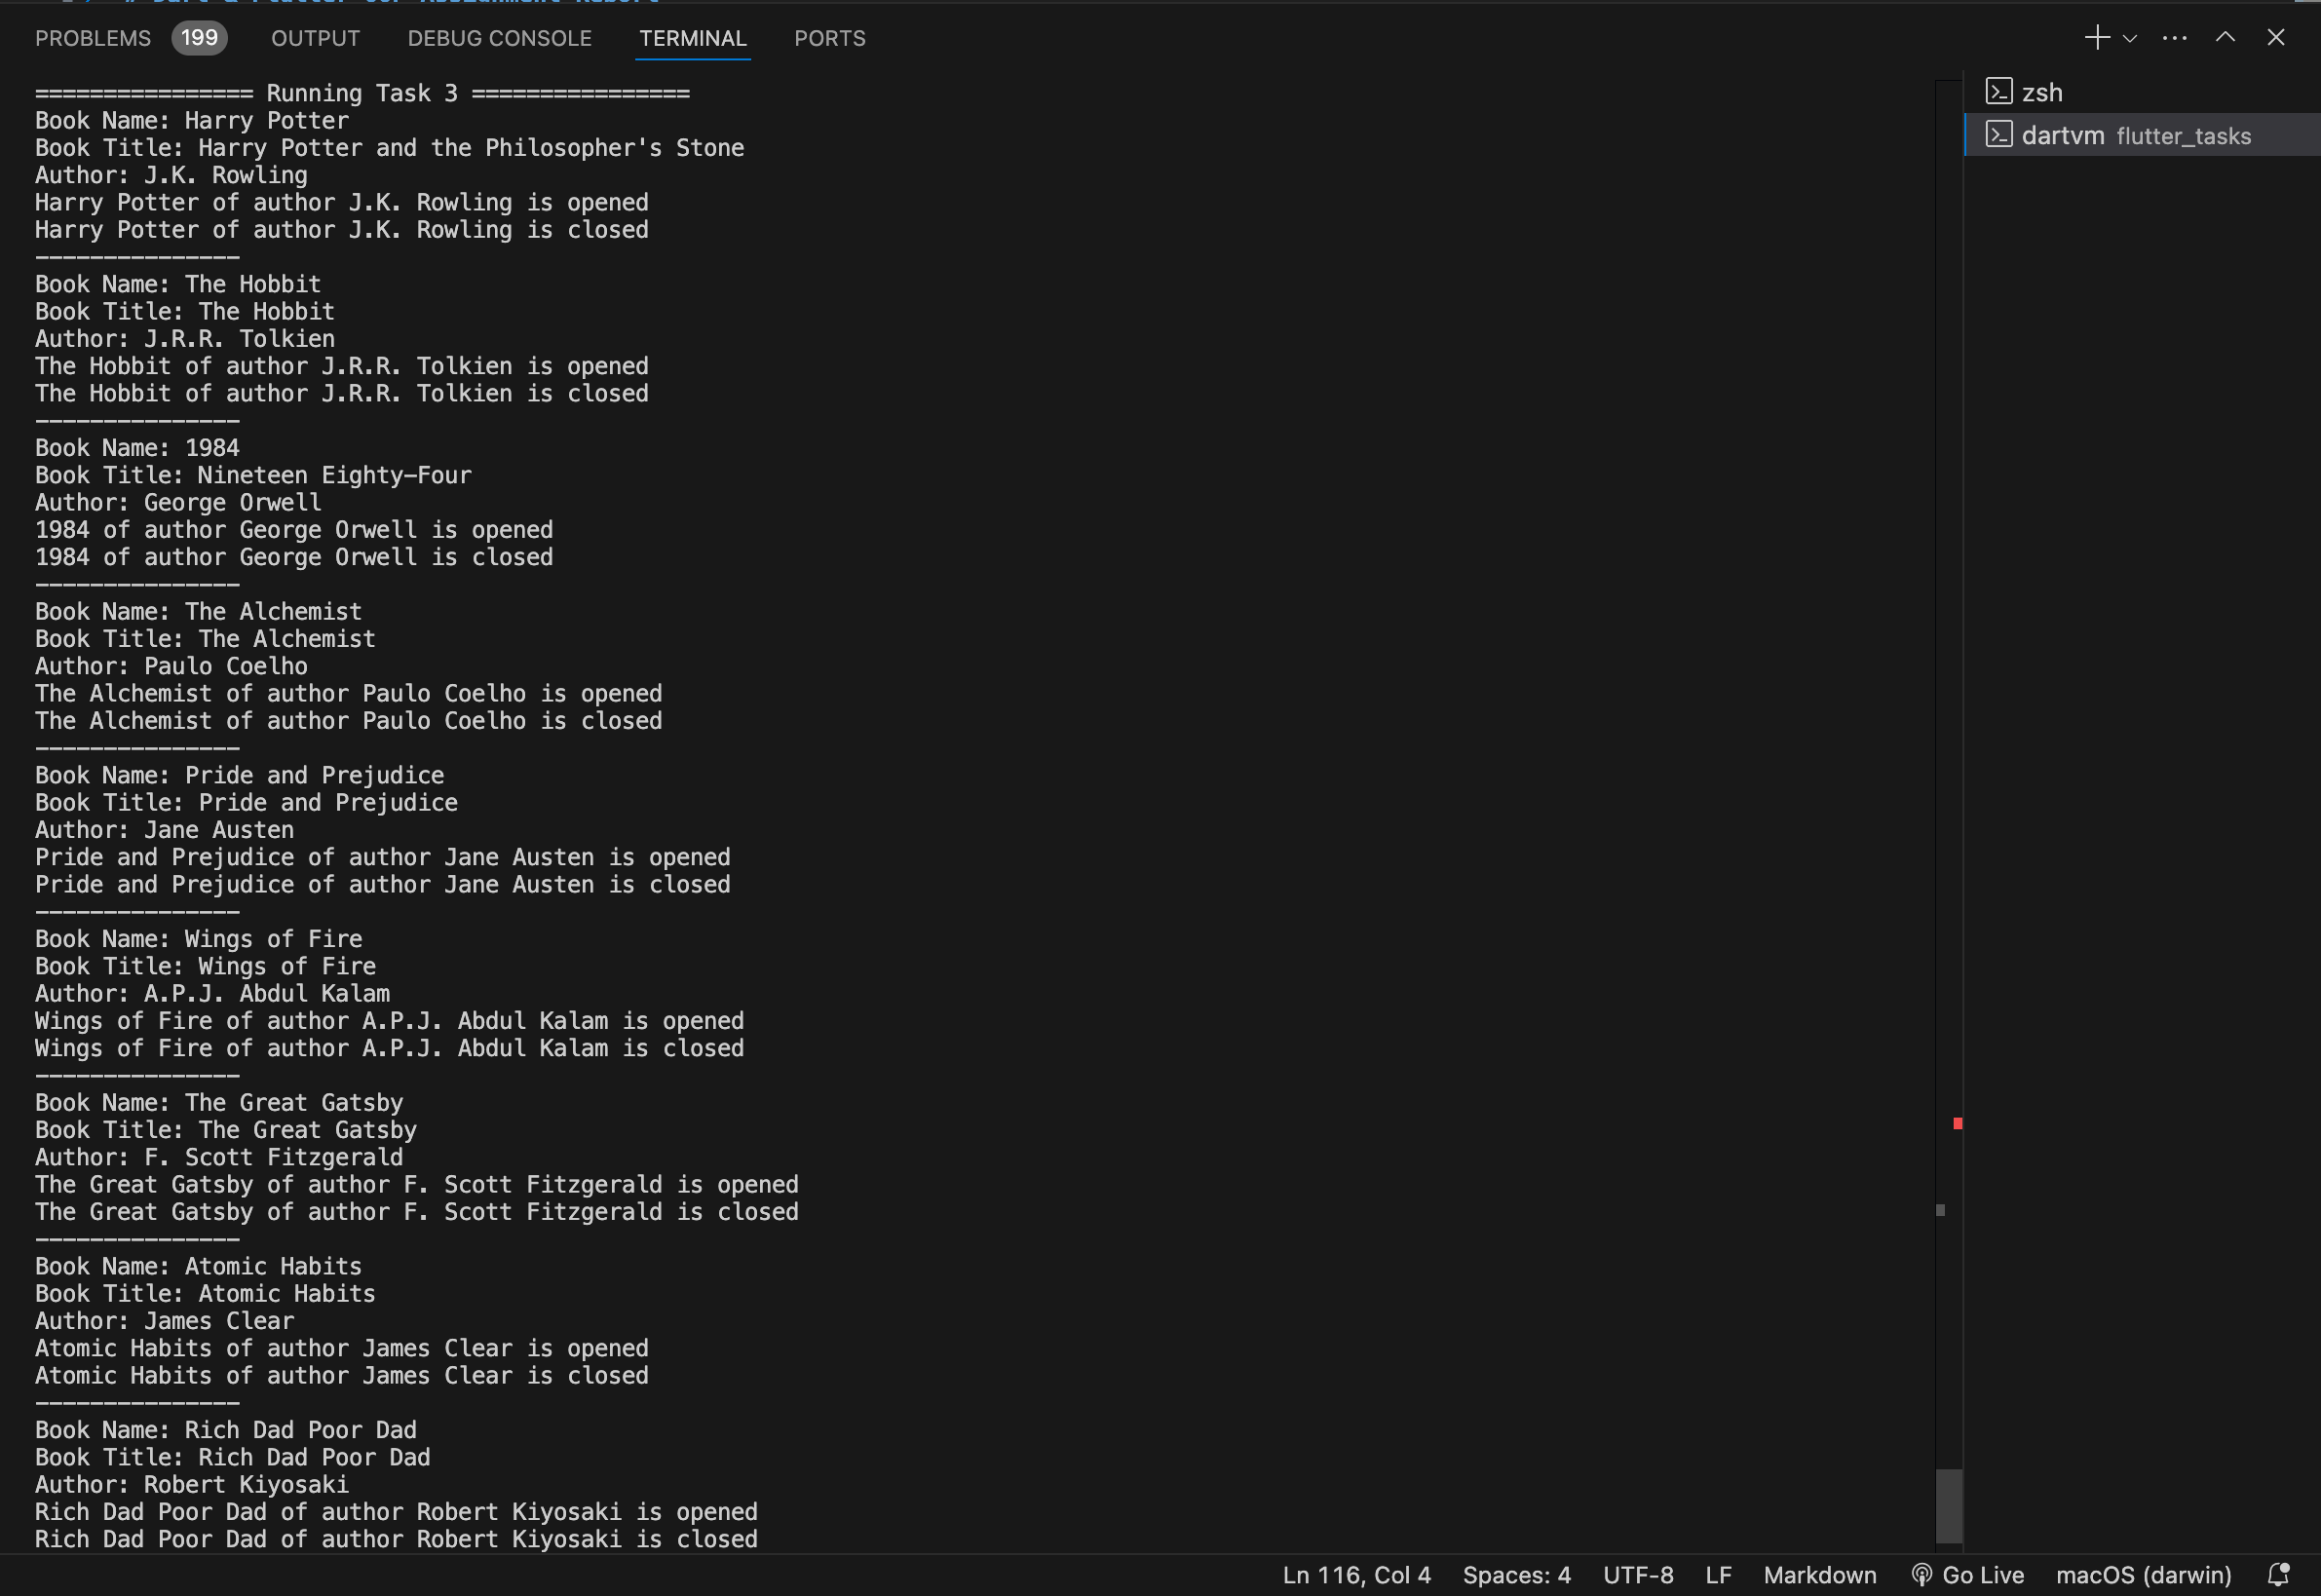 PROBLEMS 199 OUTPUT DEBUG CONSOLE TERMINAL PORTS
zsh
dartvm flutter_tasks
================ Running Task 3 ================
Book Name: Harry Potter
Book Title: Harry Potter and the Philosopher's Stone
Author: J.K. Rowling
Harry Potter of author J.K. Rowling is opened
Harry Potter of author J.K. Rowling is closed
---------------
Book Name: The Hobbit
Book Title: The Hobbit
Author: J.R.R. Tolkien
The Hobbit of author J.R.R. Tolkien is opened
The Hobbit of author J.R.R. Tolkien is closed
---------------
Book Name: 1984
Book Title: Nineteen Eighty-Four
Author: George Orwell
1984 of author George Orwell is opened
1984 of author George Orwell is closed
---------------
Book Name: The Alchemist
Book Title: The Alchemist
Author: Paulo Coelho
The Alchemist of author Paulo Coelho is opened
The Alchemist of author Paulo Coelho is closed
---------------
Book Name: Pride and Prejudice
Book Title: Pride and Prejudice
Author: Jane Austen
Pride and Prejudice of author Jane Austen is opened
Pride and Prejudice of author Jane Austen is closed
---------------
Book Name: Wings of Fire
Book Title: Wings of Fire
Author: A.P.J. Abdul Kalam
Wings of Fire of author A.P.J. Abdul Kalam is opened
Wings of Fire of author A.P.J. Abdul Kalam is closed
---------------
Book Name: The Great Gatsby
Book Title: The Great Gatsby
Author: F. Scott Fitzgerald
The Great Gatsby of author F. Scott Fitzgerald is opened
The Great Gatsby of author F. Scott Fitzgerald is closed
---------------
Book Name: Atomic Habits
Book Title: Atomic Habits
Author: James Clear
Atomic Habits of author James Clear is opened
Atomic Habits of author James Clear is closed
---------------
Book Name: Rich Dad Poor Dad
Book Title: Rich Dad Poor Dad
Author: Robert Kiyosaki
Rich Dad Poor Dad of author Robert Kiyosaki is opened
Rich Dad Poor Dad of author Robert Kiyosaki is closed
Ln 116, Col 4 Spaces: 4 UTF-8 LF Markdown Go Live macOS (darwin)